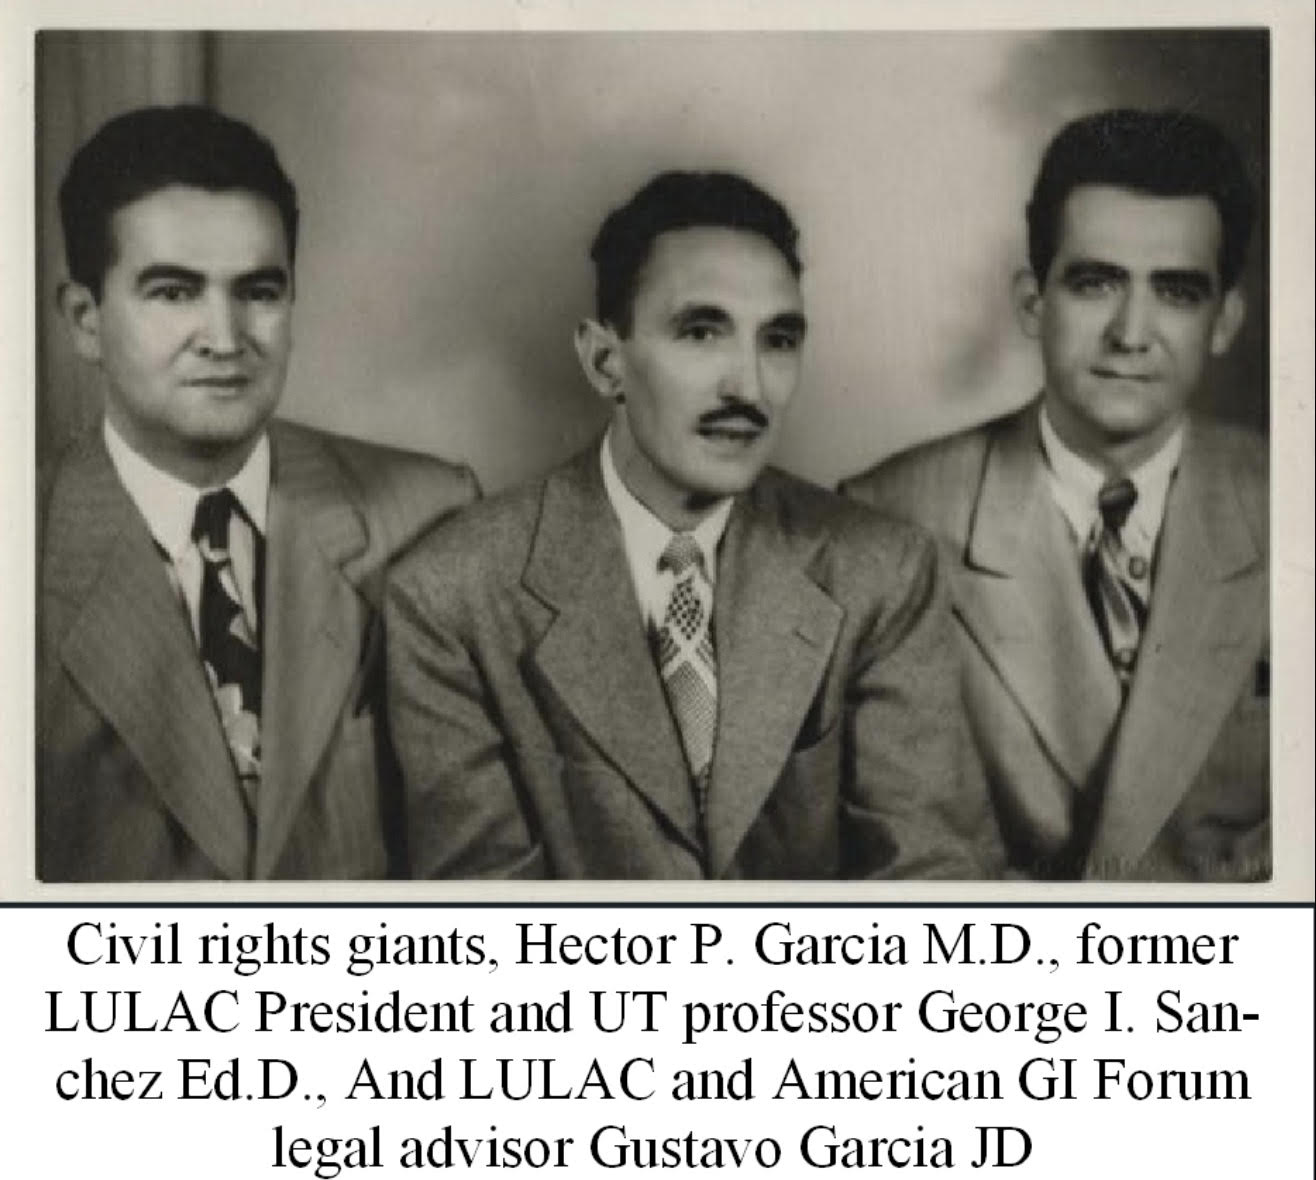 Civil rights giants, Hector P. Garcia M.D., former
LULAC President and UT professor George I. San-
chez Ed.D., And LULAC and American GI Forum
legal advisor Gustavo Garcia JD